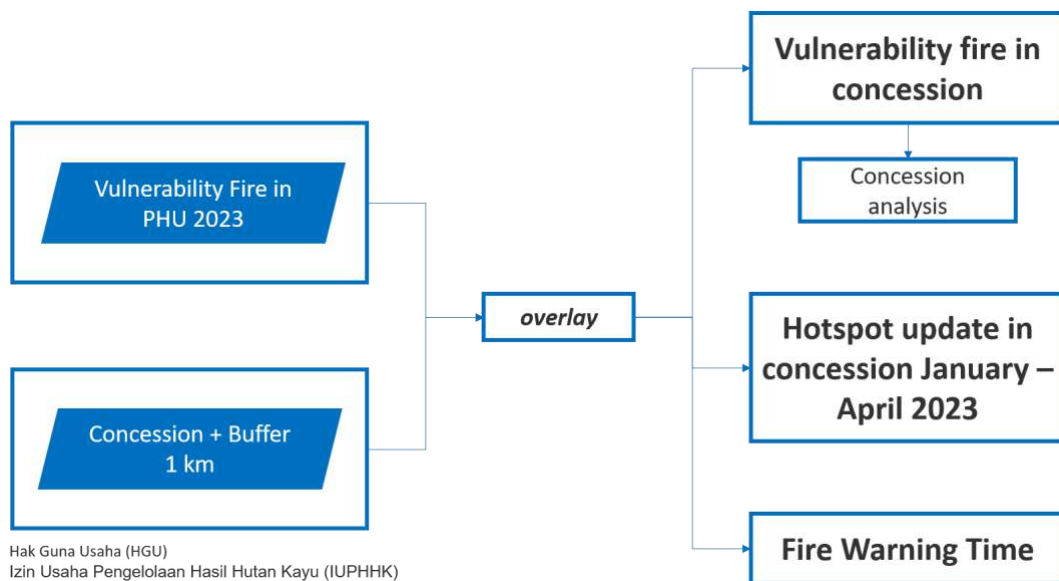 Vulnerability Fire in
PHU 2023
Concession + Buffer
1 km
Hak Guna Usaha (HGU)
Izin Usaha Pengelolaan Hasil Hutan Kayu (IUPHHK)
overlay
Vulnerability fire in
concession
Concession
analysis
Hotspot update in
concession January –
April 2023
Fire Warning Time